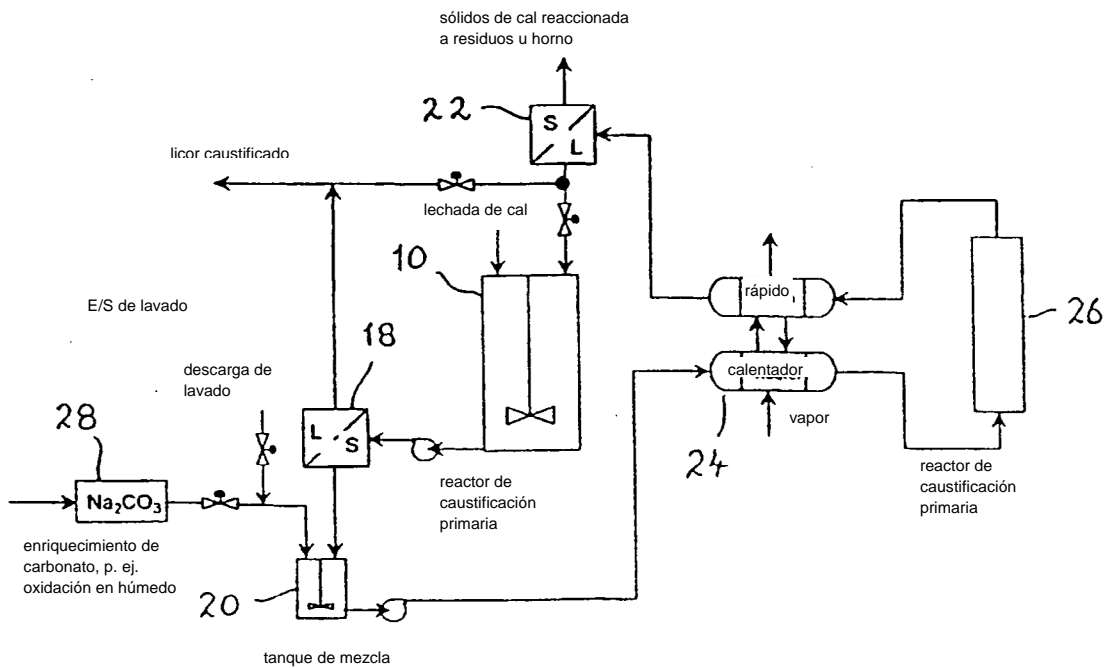 sólidos de cal reaccionada
a residuos u horno
22
S
L
licor caustificado
lechada de cal
10
rápido
26
E/S de lavado
18
calentador
descarga de
lavado
vapor
24
28
L
S
Na₂CO₃
reactor de
caustificación
primaria
reactor de
caustificación
primaria
enriquecimiento de
carbonato, p. ej.
oxidación en húmedo
20
tanque de mezcla